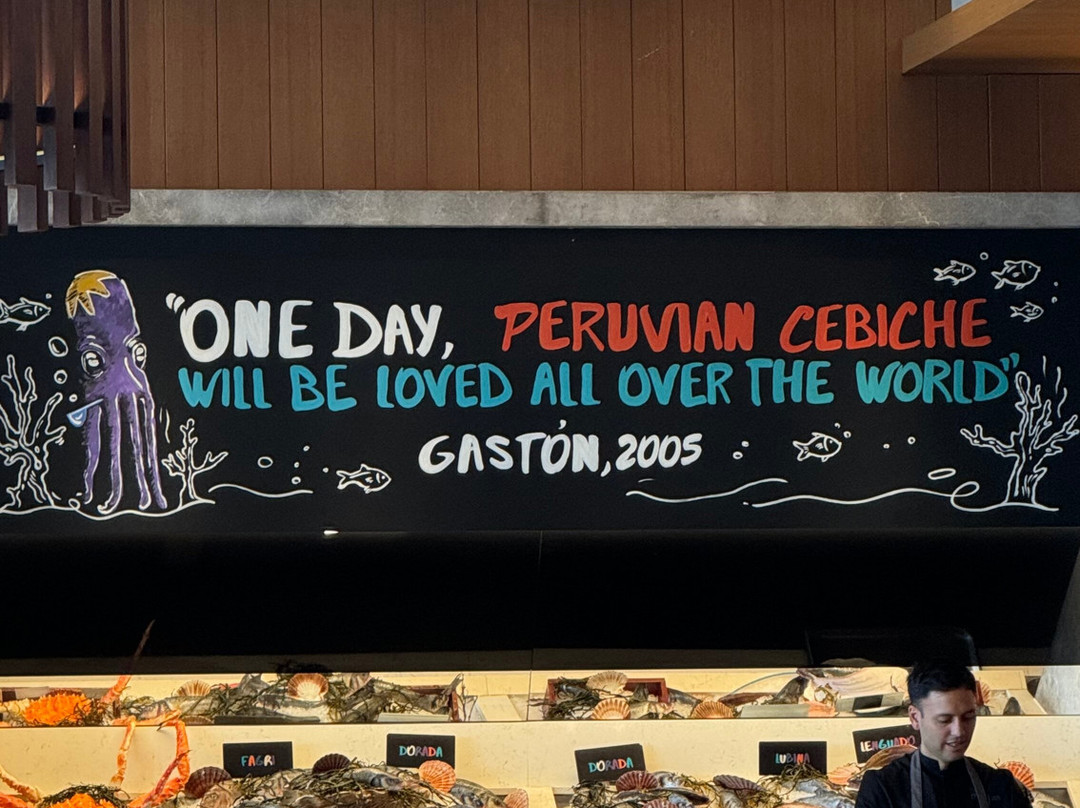 “ONE DAY, PERUVIAN CEBICHE
WILL BE LOVED ALL OVER THE WORLD”
GASTÓN, 2005
FAGRI
DORADA
DORADA
LUBINA
LENGUADO